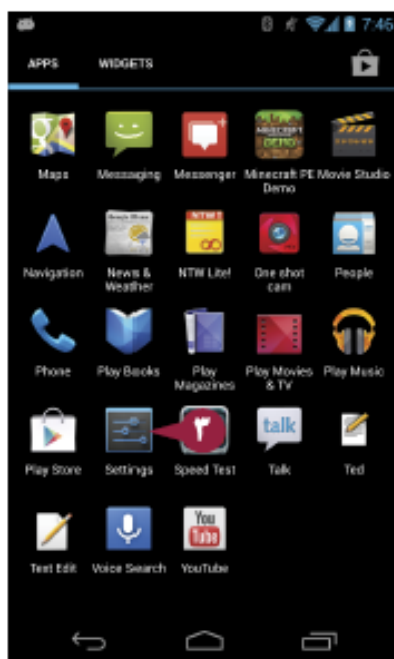 7:46
APPS WIDGETS
Maps Messaging Messenger Minecraft PE Demo Movie Studio
Navigation News & Weather NTW Lite! One shot cam People
Phone Play Books Play Magazines Play Movies & TV Play Music
talk
Play Store Settings ٣ Speed Test Talk Ted
You Tube
Text Edit Voice Search YouTube